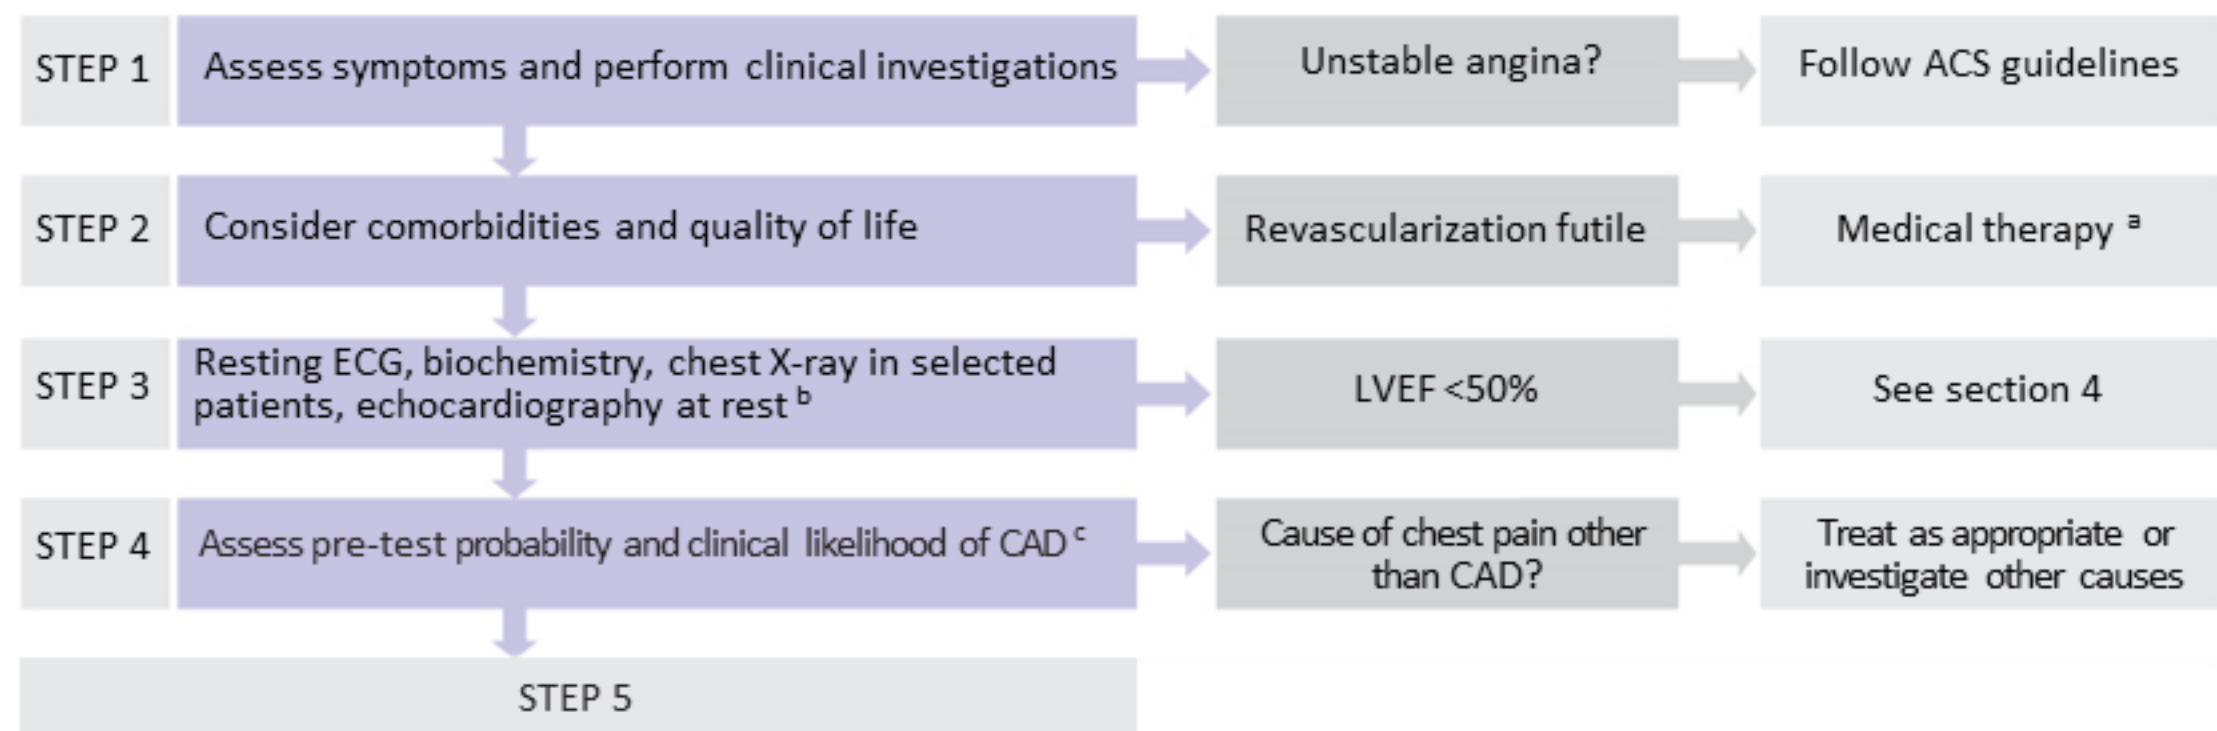 STEP 1
Assess symptoms and perform clinical investigations
Unstable angina?
Follow ACS guidelines
STEP 2
Consider comorbidities and quality of life
Revascularization futile
Medical therapy a
STEP 3
Resting ECG, biochemistry, chest X-ray in selected
patients, echocardiography at rest b
LVEF <50%
See section 4
STEP 4
Assess pre-test probability and clinical likelihood of CAD c
Cause of chest pain other
than CAD?
Treat as appropriate or
investigate other causes
STEP 5